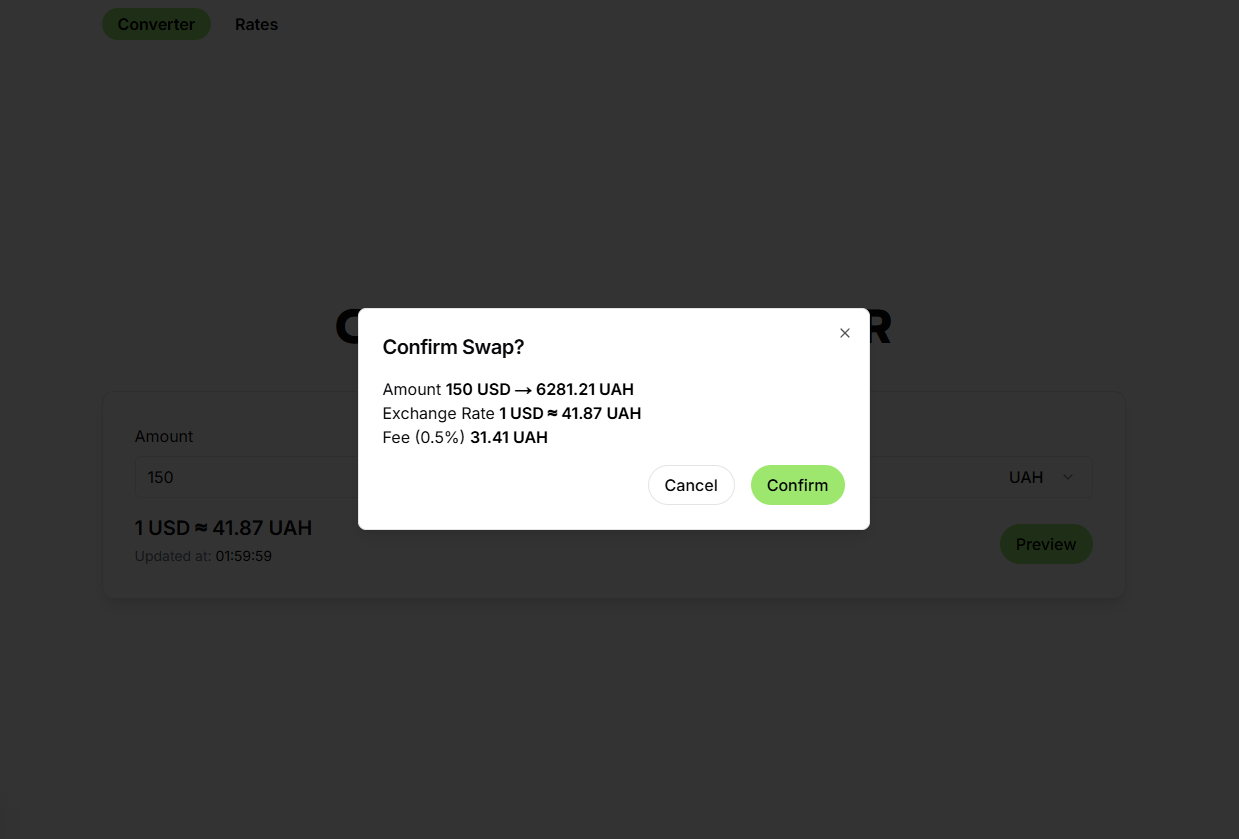 Converter Rates
Confirm Swap?
Amount 150 USD → 6281.21 UAH
Exchange Rate 1 USD ≈ 41.87 UAH
Fee (0.5%) 31.41 UAH
Cancel Confirm
Amount
150
UAH
1 USD ≈ 41.87 UAH
Updated at: 01:59:59
Preview